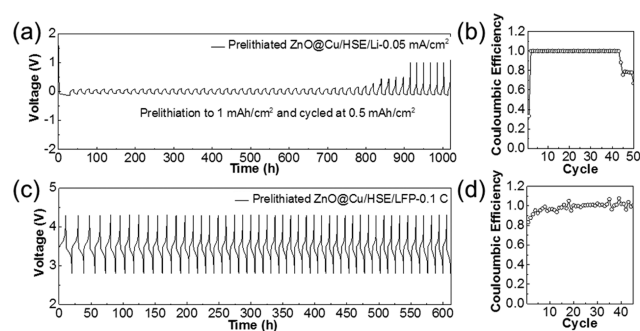 (a)
Prelithiated ZnO@Cu/HSE/Li-0.05 mA/cm²
Prelithiation to 1 mAh/cm² and cycled at 0.5 mAh/cm²
Voltage (V)
2
1
0
-1
-2
0 100 200 300 400 500 600 700 800 900 1000
Time (h)
(b)
Couloumbic Efficiency
1.2
1.0
0.8
0.6
0.4
0.2
0.0
10 20 30 40 50
Cycle
(c)
Prelithiated ZnO@Cu/HSE/LFP-0.1 C
Voltage (V)
5
4
3
2
0 50 100 150 200 250 300 350 400 450 500 550 600
Time (h)
(d)
Couloumbic Efficiency
1.2
1.0
0.8
0.6
0.4
0.2
0.0
10 20 30 40
Cycle